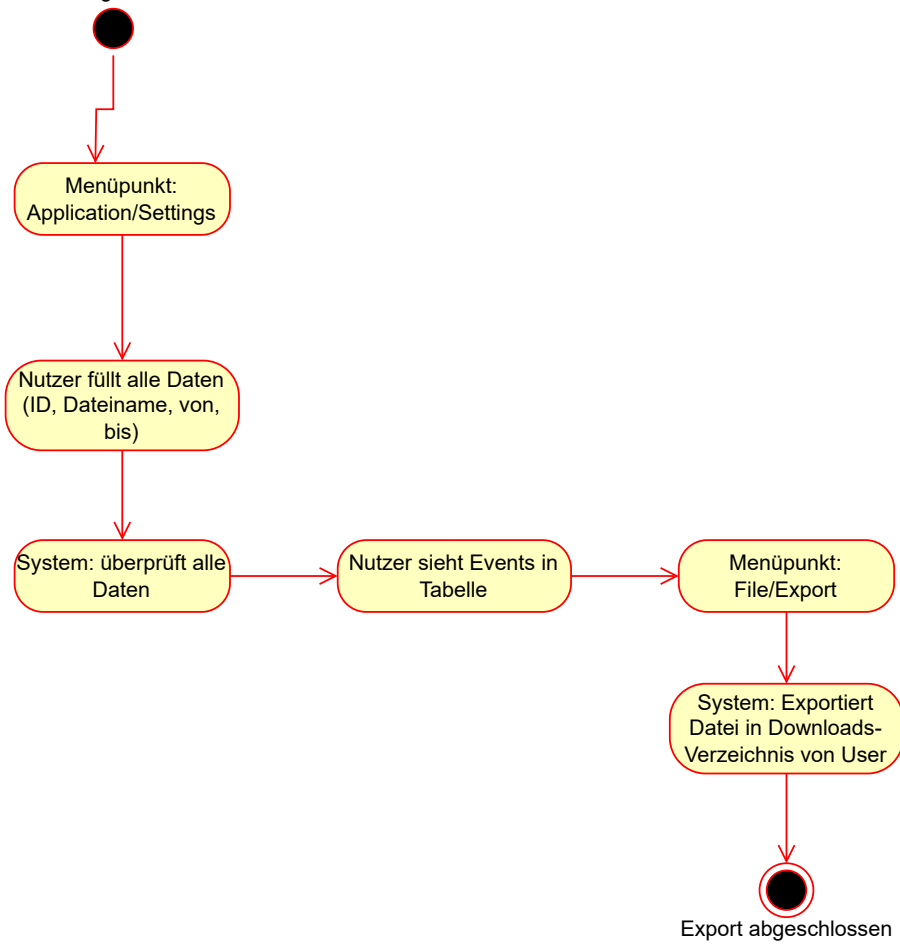 Menüpunkt:
Application/Settings
Nutzer füllt alle Daten
(ID, Dateiname, von,
bis)
System: überprüft alle
Daten
Nutzer sieht Events in
Tabelle
Menüpunkt:
File/Export
System: Exportiert
Datei in Downloads-
Verzeichnis von User
Export abgeschlossen